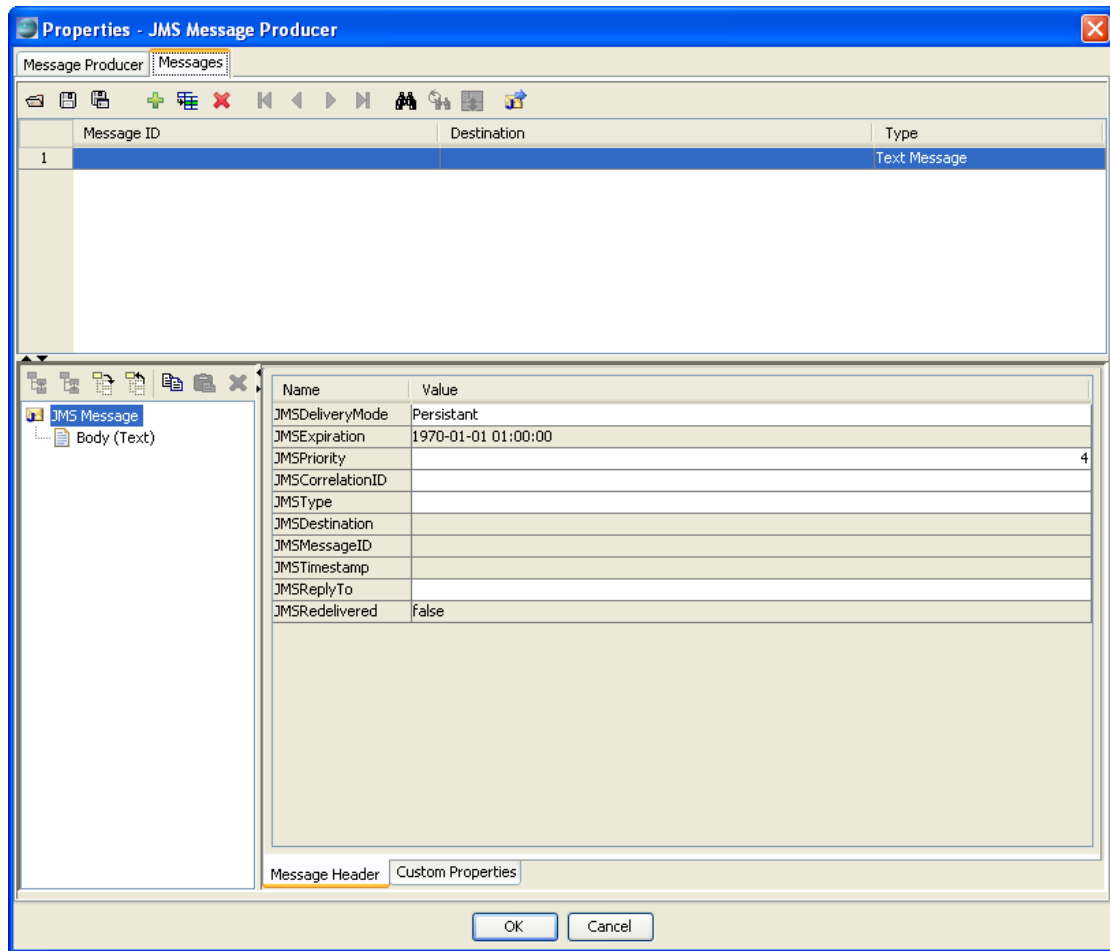 Properties - JMS Message Producer
Message Producer Messages
Message ID Destination Type
1 Text Message
JMS Message
Body (Text)
Name Value
JMSDeliveryMode Persistant
JMSExpiration 1970-01-01 01:00:00
JMSPriority 4
JMSCorrelationID
JMSType
JMSDestination
JMSMessageID
JMSTimestamp
JMSReplyTo
JMSRedelivered false
Message Header Custom Properties
OK Cancel